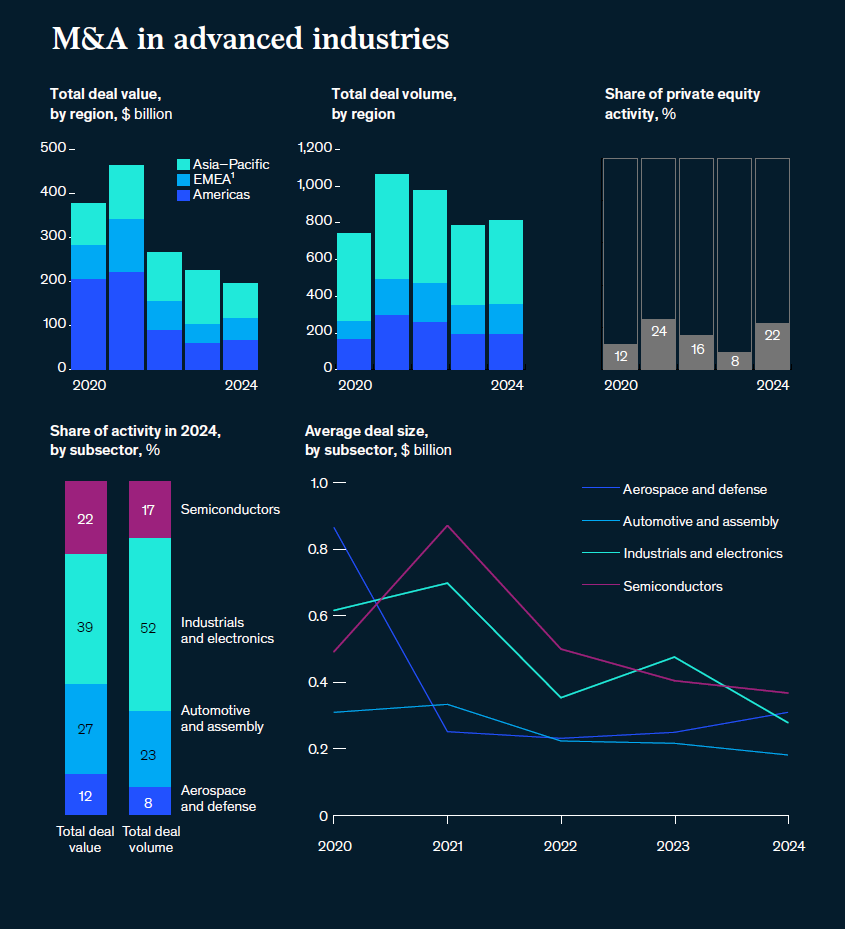 M&A in advanced industries
Total deal value,
by region, $ billion
500
400
300
200
100
0
2020
2024
Asia–Pacific
EMEA¹
Americas
Total deal volume,
by region
1,200
1,000
800
600
400
200
0
2020
2024
Share of private equity
activity, %
12
24
16
8
22
2020
2024
Share of activity in 2024,
by subsector, %
22
39
27
12
17
52
23
8
Semiconductors
Industrials
and electronics
Automotive
and assembly
Aerospace
and defense
Total deal
value
Total deal
volume
Average deal size,
by subsector, $ billion
1.0
0.8
0.6
0.4
0.2
0
2020
2021
2022
2023
2024
Aerospace and defense
Automotive and assembly
Industrials and electronics
Semiconductors